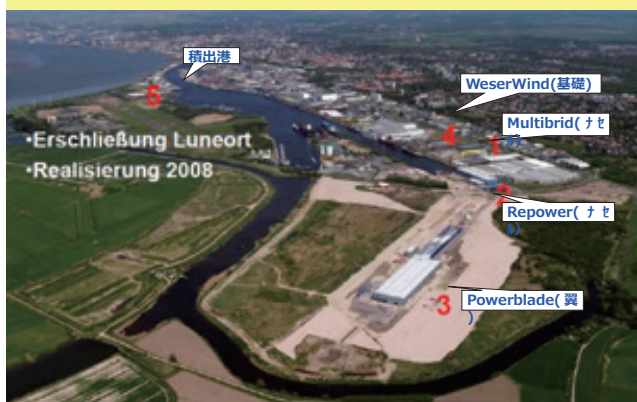 積出港
5
WeserWind(基礎)
Multibrid( ナセ
ル)
4
1
•Erschließung Luneort
•Realisierung 2008
2
Repower( ナセ
ル)
3
Powerblade( 翼
)